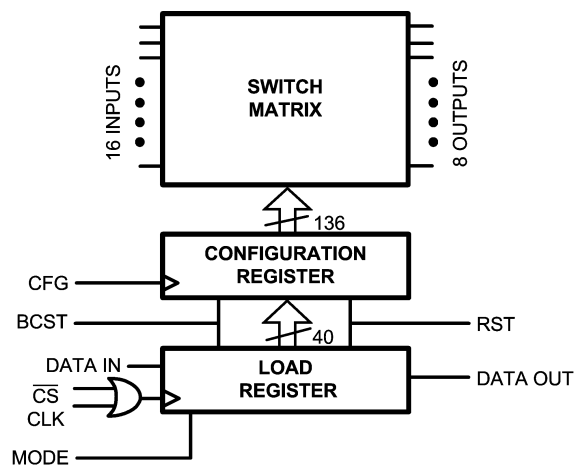 SWITCH
MATRIX
16 INPUTS
8 OUTPUTS
136
CONFIGURATION
REGISTER
CFG
BCST
RST
40
DATA IN
LOAD
REGISTER
DATA OUT
CS
CLK
MODE